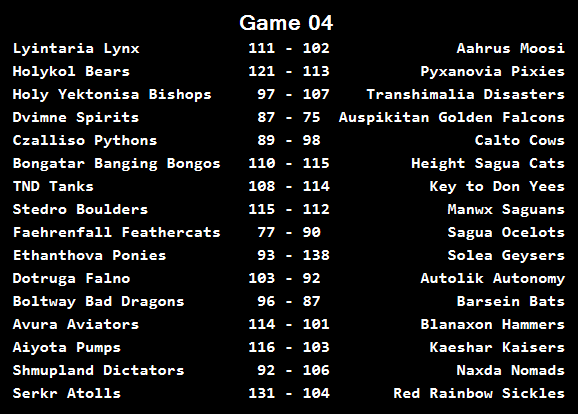 Game 04
Lyintaria Lynx 111 - 102 Aahrus Moosi
Holykol Bears 121 - 113 Pyxanovia Pixies
Holy Yektonisa Bishops 97 - 107 Transhimalia Disasters
Dvimne Spirits 87 - 75 Auspikitan Golden Falcons
Czalliso Pythons 89 - 98 Calto Cows
Bongatar Banging Bongos 110 - 115 Height Sagua Cats
TND Tanks 108 - 114 Key to Don Yees
Stedro Boulders 115 - 112 Manwx Saguans
Faehrenfall Feathercats 77 - 90 Sagua Ocelots
Ethanthova Ponies 93 - 138 Solea Geysers
Dotruga Falno 103 - 92 Autolik Autonomy
Boltway Bad Dragons 96 - 87 Barsein Bats
Avura Aviators 114 - 101 Blanaxon Hammers
Aiyota Pumps 116 - 103 Kaeshar Kaisers
Shmupland Dictators 92 - 106 Naxda Nomads
Serkr Atolls 131 - 104 Red Rainbow Sickles